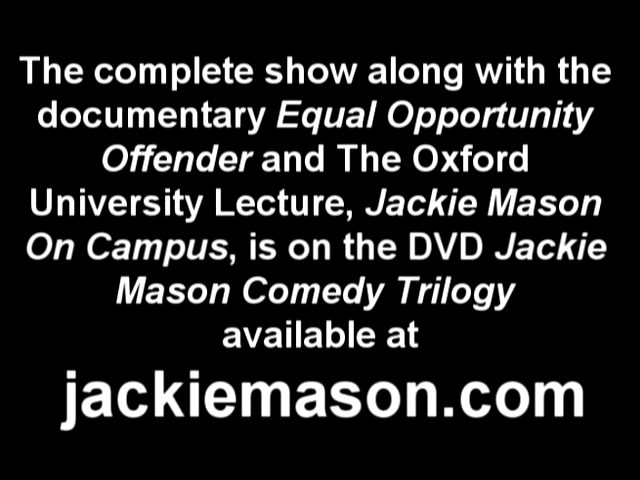 The complete show along with the
documentary Equal Opportunity
Offender and The Oxford
University Lecture, Jackie Mason
On Campus, is on the DVD Jackie
Mason Comedy Trilogy
available at
jackiemason.com